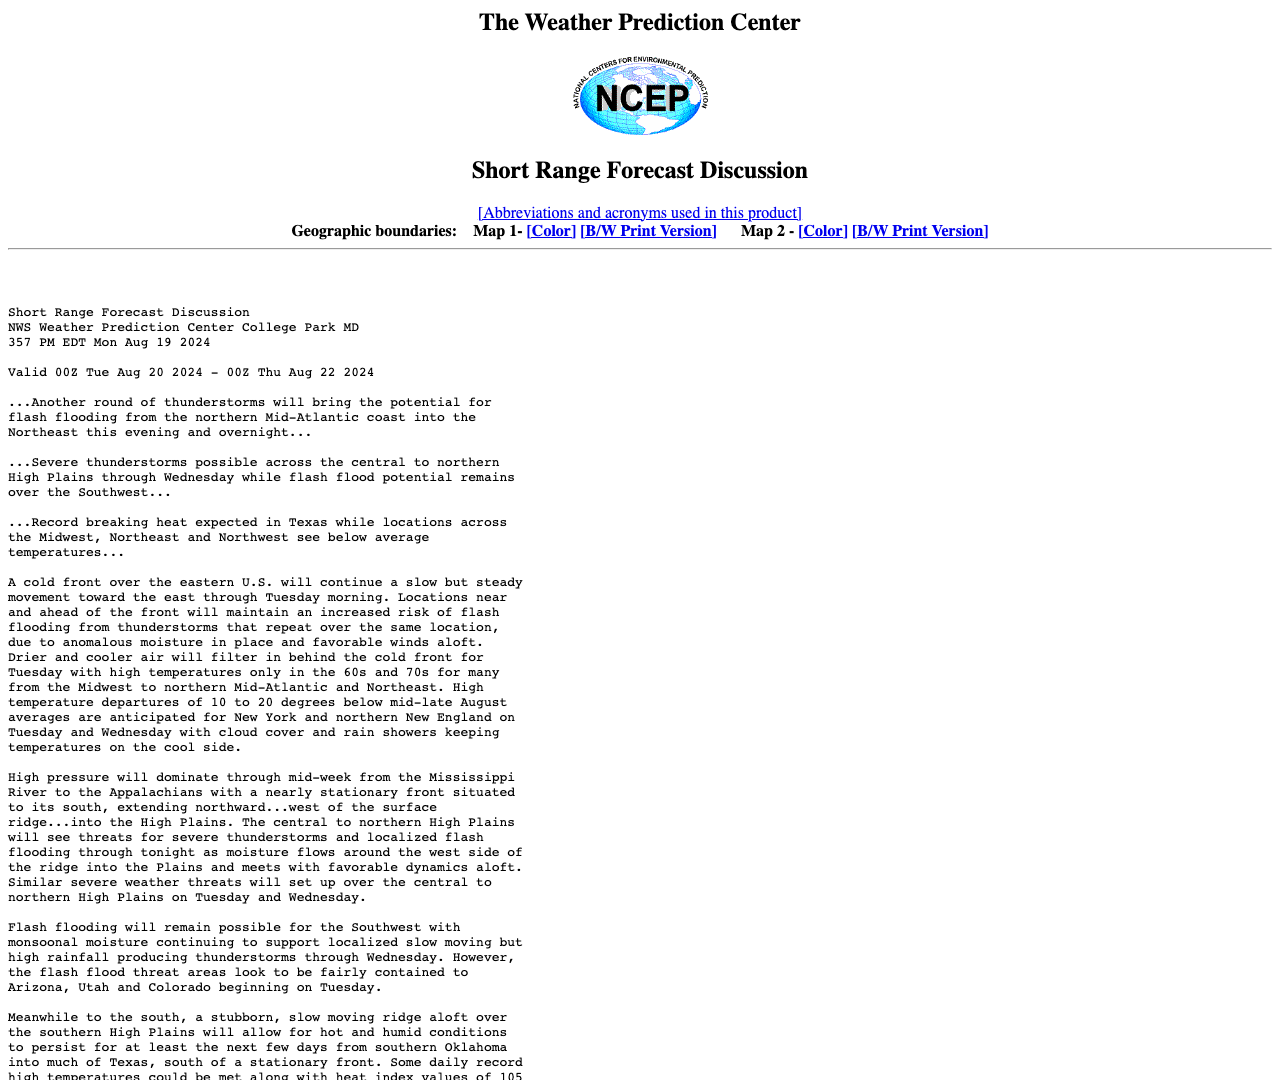 The Weather Prediction Center
NATIONAL CENTERS FOR ENVIRONMENTAL PREDICTION
NCEP
Short Range Forecast Discussion
[Abbreviations and acronyms used in this product]
Geographic boundaries: Map 1- [Color] [B/W Print Version] Map 2 - [Color] [B/W Print Version]
Short Range Forecast Discussion
NWS Weather Prediction Center College Park MD
357 PM EDT Mon Aug 19 2024
Valid 00Z Tue Aug 20 2024 - 00Z Thu Aug 22 2024
...Another round of thunderstorms will bring the potential for
flash flooding from the northern Mid-Atlantic coast into the
Northeast this evening and overnight...
...Severe thunderstorms possible across the central to northern
High Plains through Wednesday while flash flood potential remains
over the Southwest...
...Record breaking heat expected in Texas while locations across
the Midwest, Northeast and Northwest see below average
temperatures...
A cold front over the eastern U.S. will continue a slow but steady
movement toward the east through Tuesday morning. Locations near
and ahead of the front will maintain an increased risk of flash
flooding from thunderstorms that repeat over the same location,
due to anomalous moisture in place and favorable winds aloft.
Drier and cooler air will filter in behind the cold front for
Tuesday with high temperatures only in the 60s and 70s for many
from the Midwest to northern Mid-Atlantic and Northeast. High
temperature departures of 10 to 20 degrees below mid-late August
averages are anticipated for New York and northern New England on
Tuesday and Wednesday with cloud cover and rain showers keeping
temperatures on the cool side.
High pressure will dominate through mid-week from the Mississippi
River to the Appalachians with a nearly stationary front situated
to its south, extending northward...west of the surface
ridge...into the High Plains. The central to northern High Plains
will see threats for severe thunderstorms and localized flash
flooding through tonight as moisture flows around the west side of
the ridge into the Plains and meets with favorable dynamics aloft.
Similar severe weather threats will set up over the central to
northern High Plains on Tuesday and Wednesday.
Flash flooding will remain possible for the Southwest with
monsoonal moisture continuing to support localized slow moving but
high rainfall producing thunderstorms through Wednesday. However,
the flash flood threat areas look to be fairly contained to
Arizona, Utah and Colorado beginning on Tuesday.
Meanwhile to the south, a stubborn, slow moving ridge aloft over
the southern High Plains will allow for hot and humid conditions
to persist for at least the next few days from southern Oklahoma
into much of Texas, south of a stationary front. Some daily record
high temperatures could be met along with heat index values of 105